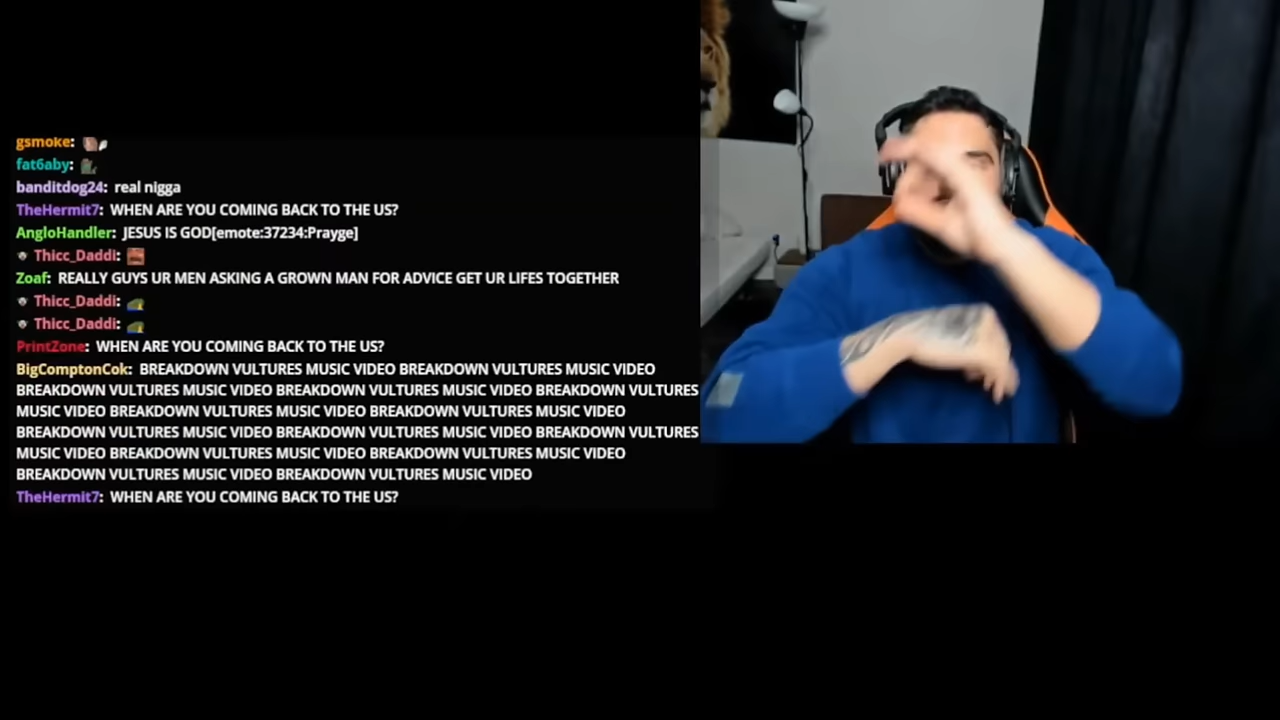 gsmoke:
fat6aby:
banditdog24: real nigga
TheHermit7: WHEN ARE YOU COMING BACK TO THE US?
AngloHandler: JESUS IS GOD[emote:37234:Prayge]
Thicc_Daddi:
Zoaf: REALLY GUYS UR MEN ASKING A GROWN MAN FOR ADVICE GET UR LIFES TOGETHER
Thicc_Daddi:
Thicc_Daddi:
PrintZone: WHEN ARE YOU COMING BACK TO THE US?
BigComptonCok: BREAKDOWN VULTURES MUSIC VIDEO BREAKDOWN VULTURES MUSIC VIDEO
BREAKDOWN VULTURES MUSIC VIDEO BREAKDOWN VULTURES MUSIC VIDEO BREAKDOWN VULTURES
MUSIC VIDEO BREAKDOWN VULTURES MUSIC VIDEO BREAKDOWN VULTURES MUSIC VIDEO
BREAKDOWN VULTURES MUSIC VIDEO BREAKDOWN VULTURES MUSIC VIDEO BREAKDOWN VULTURES
MUSIC VIDEO BREAKDOWN VULTURES MUSIC VIDEO BREAKDOWN VULTURES MUSIC VIDEO
BREAKDOWN VULTURES MUSIC VIDEO BREAKDOWN VULTURES MUSIC VIDEO
TheHermit7: WHEN ARE YOU COMING BACK TO THE US?